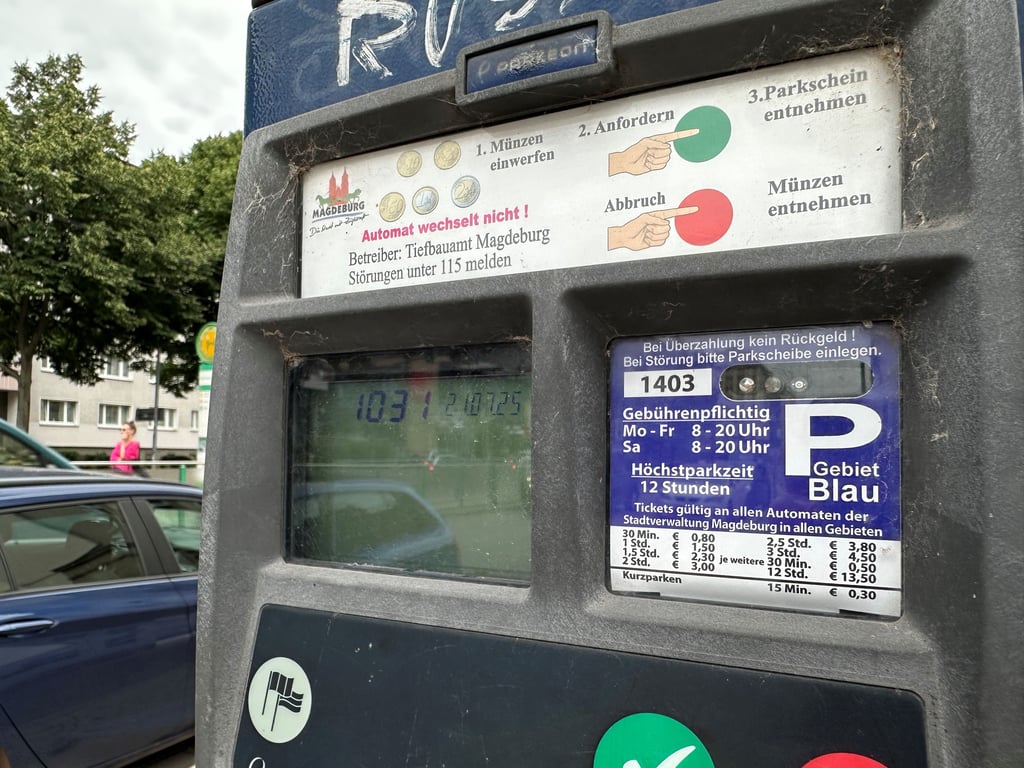 RUS
PARKEON
1. Münzen
einwerfen
2. Anfordern
3.Parkschein
entnehmen
MAGDEBURG
Automat wechselt nicht !
Betreiber: Tiefbauamt Magdeburg
Störungen unter 115 melden
Abbruch
Münzen
entnehmen
1031 21.07.25
Bei Überzahlung kein Rückgeld !
Bei Störung bitte Parkscheibe einlegen.
1403
Gebührenpflichtig
Mo - Fr 8 - 20 Uhr
Sa 8 - 20 Uhr
Höchstparkzeit
12 Stunden
P
Gebiet
Blau
Tickets gültig an allen Automaten der
Stadtverwaltung Magdeburg in allen Gebieten
30 Min. € 0,80 2,5 Std. € 3,80
1 Std. € 1,50 3 Std. € 4,50
1,5 Std. € 2,30 je weitere 30 Min. € 0,50
2 Std. € 3,00 12 Std. € 13,50
Kurzparken 15 Min. € 0,30